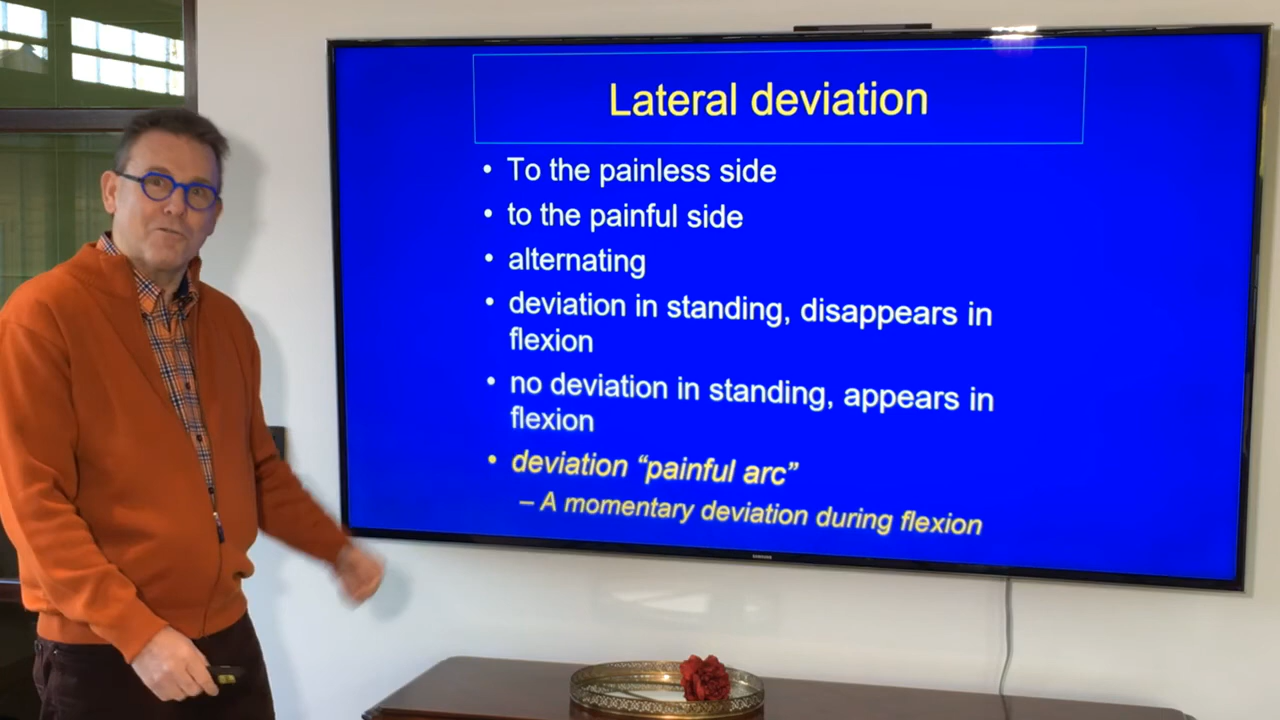 Lateral deviation
• To the painless side
• to the painful side
• alternating
• deviation in standing, disappears in
flexion
• no deviation in standing, appears in
flexion
• deviation “painful arc”
– A momentary deviation during flexion
SAMSUNG